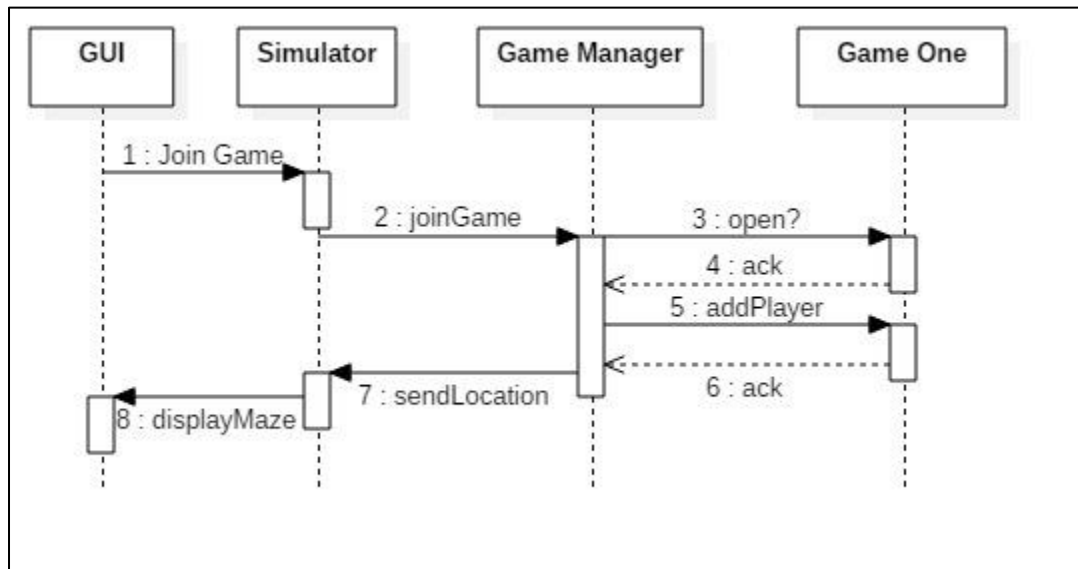 GUI
Simulator
Game Manager
Game One
1 : Join Game
2 : joinGame
3 : open?
4 : ack
5 : addPlayer
6 : ack
7 : sendLocation
8 : displayMaze